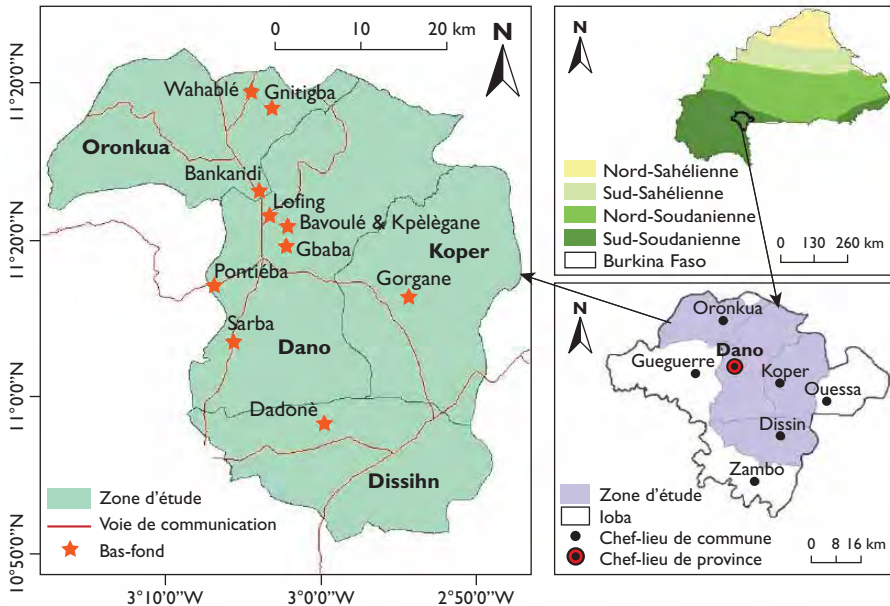 N
0 10 20 km
11°20'0"N
11°20'0"N
11°0'0"N
10°50'0"N
Wahablé
Gnitigba
Oronkua
Bankandi
Lofing
Bavoulé & Kpèlègane
Gbaba
Koper
Pontiéba
Gorgane
Sarba
Dano
Dadonè
Dissihn
Zone d'étude
Voie de communication
Bas-fond
3°10'0"W
3°00'0"W
2°50'0"W
N
Nord-Sahélienne
Sud-Sahélienne
Nord-Soudanienne
Sud-Soudanienne
Burkina Faso
0 130 260 km
N
Oronkua
Dano
Gueguerre
Koper
Ouessa
Dissin
Zambo
Zone d'étude
Ioba
Chef-lieu de commune
Chef-lieu de province
0 8 16 km